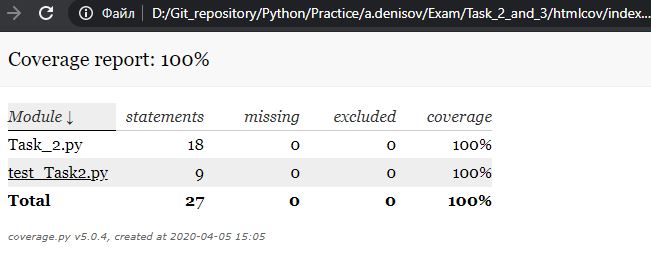 Файл D:/Git_repository/Python/Practice/a.denisov/Exam/Task_2_and_3/htmlcov/index...
Coverage report: 100%
Module ↓ statements missing excluded coverage
Task_2.py 18 0 0 100%
test_Task2.py 9 0 0 100%
Total 27 0 0 100%
coverage.py v5.0.4, created at 2020-04-05 15:05